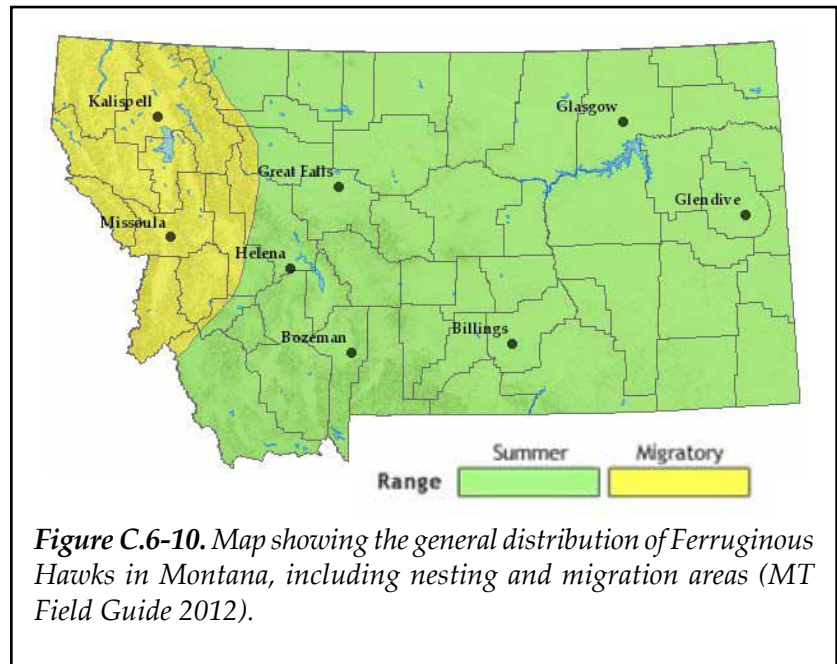 Kalispell
Glasgow
Great Falls
Glendive
Missoula
Helena
Billings
Bozeman
Summer Migratory
Range
Figure C.6-10. Map showing the general distribution of Ferruginous
Hawks in Montana, including nesting and migration areas (MT
Field Guide 2012).